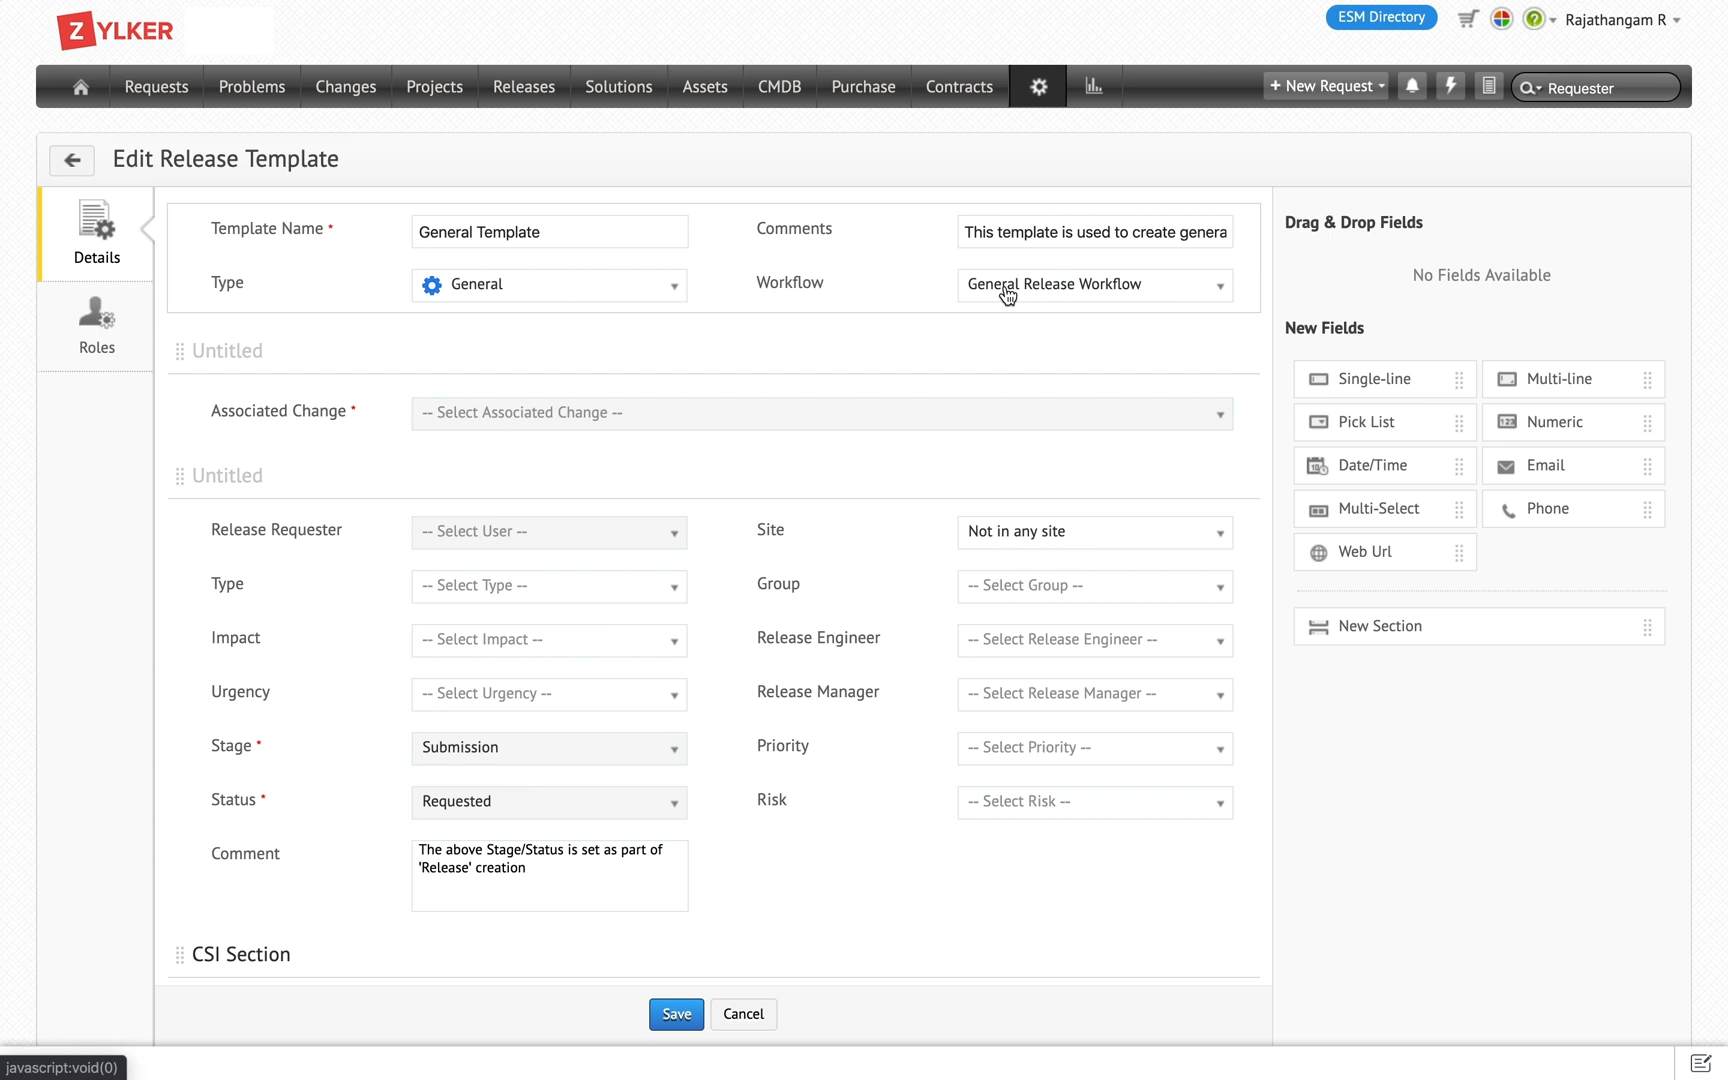 ZYLKER
ESM Directory
Rajathangam R
Requests
Problems
Changes
Projects
Releases
Solutions
Assets
CMDB
Purchase
Contracts
+ New Request
Requester
Edit Release Template
Details
Roles
Template Name *
General Template
Comments
This template is used to create genera
Type
General
Workflow
General Release Workflow
Untitled
Associated Change *
-- Select Associated Change --
Untitled
Release Requester
-- Select User --
Site
Not in any site
Type
-- Select Type --
Group
-- Select Group --
Impact
-- Select Impact --
Release Engineer
-- Select Release Engineer --
Urgency
-- Select Urgency --
Release Manager
-- Select Release Manager --
Stage *
Submission
Priority
-- Select Priority --
Status *
Requested
Risk
-- Select Risk --
Comment
The above Stage/Status is set as part of
'Release' creation
CSI Section
Save
Cancel
Drag & Drop Fields
No Fields Available
New Fields
Single-line
Multi-line
Pick List
Numeric
Date/Time
Email
Multi-Select
Phone
Web Url
New Section
javascript:void(0)